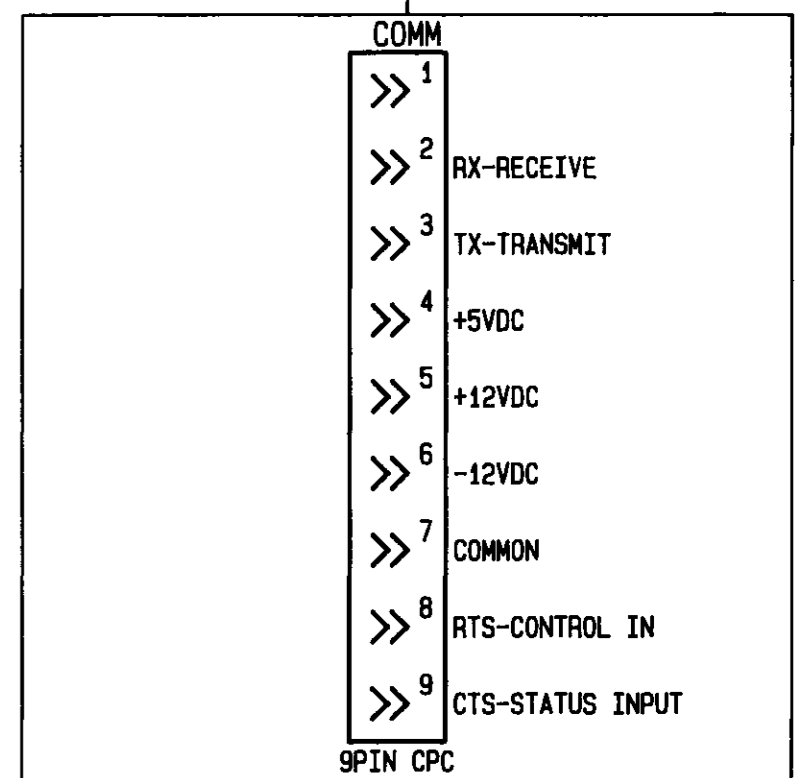 COMM
1
2 RX-RECEIVE
3 TX-TRANSMIT
4 +5VDC
5 +12VDC
6 -12VDC
7 COMMON
8 RTS-CONTROL IN
9 CTS-STATUS INPUT
9PIN CPC